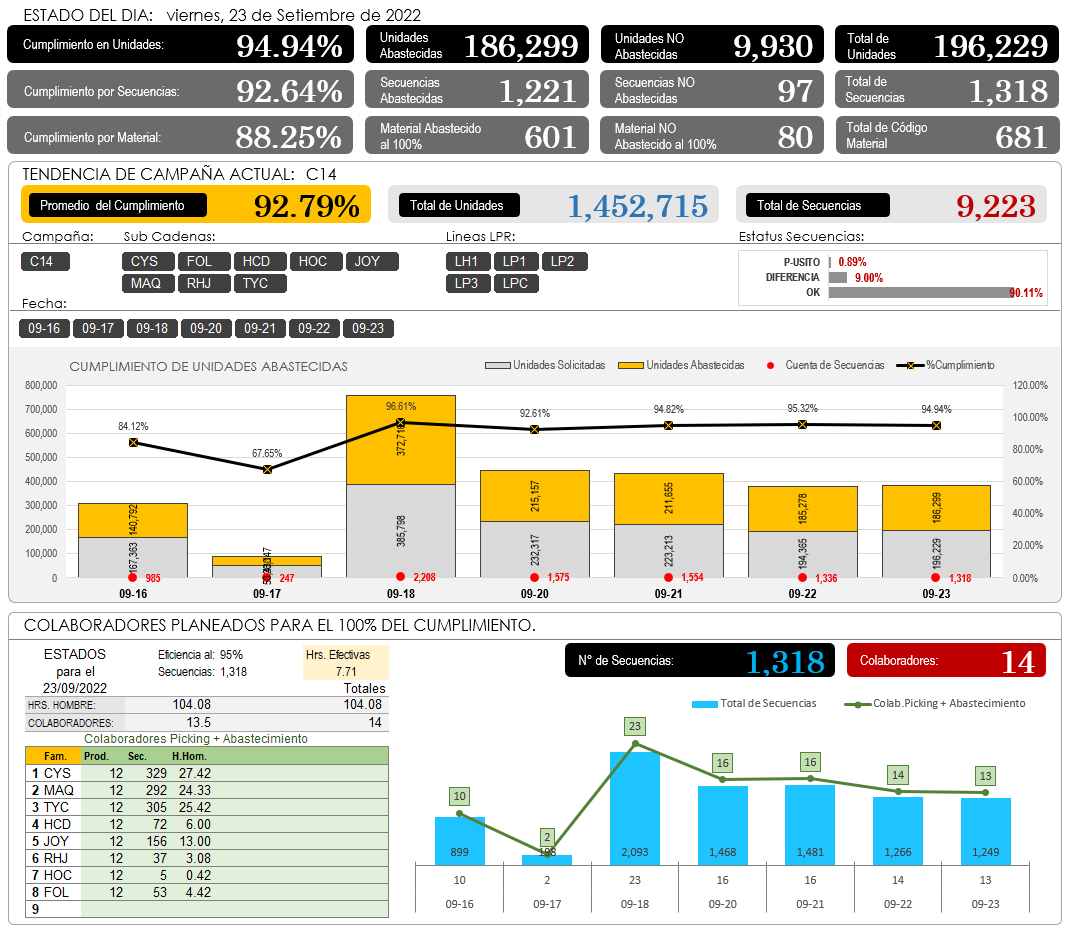 ESTADO DEL DIA: viernes, 23 de Setiembre de 2022
Cumplimiento en Unidades: 94.94%
Unidades Abastecidas 186,299
Unidades NO Abastecidas 9,930
Total de Unidades 196,229
Cumplimiento por Secuencias: 92.64%
Secuencias Abastecidas 1,221
Secuencias NO Abastecidas 97
Total de Secuencias 1,318
Cumplimiento por Material: 88.25%
Material Abastecido al 100% 601
Material NO Abastecido al 100% 80
Total de Código Material 681
TENDENCIA DE CAMPAÑA ACTUAL: C14
Promedio del Cumplimiento 92.79%
Total de Unidades 1,452,715
Total de Secuencias 9,223
Campaña: Sub Cadenas: Lineas LPR: Estatus Secuencias:
C14 CYS FOL HCD HOC JOY LH1 LP1 LP2
MAQ RHJ TYC LP3 LPC
P-USITO 0.89%
DIFERENCIA 9.00%
OK 90.11%
Fecha:
09-16 09-17 09-18 09-20 09-21 09-22 09-23
CUMPLIMIENTO DE UNIDADES ABASTECIDAS
Unidades Solicitadas Unidades Abastecidas Cuenta de Secuencias %Cumplimiento
800,000 120.00%
700,000 100.00%
600,000 80.00%
500,000 60.00%
400,000 40.00%
300,000 20.00%
200,000 0.00%
100,000
0
84.12% 67.65% 96.61% 92.61% 94.82% 95.32% 94.94%
140,792 372,716 215,157 211,655 185,278 186,299
167,363 385,798 232,317 223,213 194,365 196,229
985 247 2,208 1,575 1,554 1,336 1,318
09-16 09-17 09-18 09-20 09-21 09-22 09-23
COLABORADORES PLANEADOS PARA EL 100% DEL CUMPLIMIENTO.
ESTADOS para el 23/09/2022
Eficiencia al: 95%
Secuencias: 1,318
Hrs. Efectivas
7.71
Totales
HRS. HOMBRE: 104.08 104.08
COLABORADORES: 13.5 14
Colaboradores Picking + Abastecimiento
Fam. Prod. Sec. H.Hom.
1 CYS 12 329 27.42
2 MAQ 12 292 24.33
3 TYC 12 305 25.42
4 HCD 12 72 6.00
5 JOY 12 156 13.00
6 RHJ 12 37 3.08
7 HOC 12 5 0.42
8 FOL 12 53 4.42
9
N° de Secuencias: 1,318
Colaboradores: 14
Total de Secuencias Colab.Picking + Abastecimiento
10 2 23 16 16 14 13
899 2,093 1,468 1,481 1,266 1,249
10 2 23 16 16 14 13
09-16 09-17 09-18 09-20 09-21 09-22 09-23